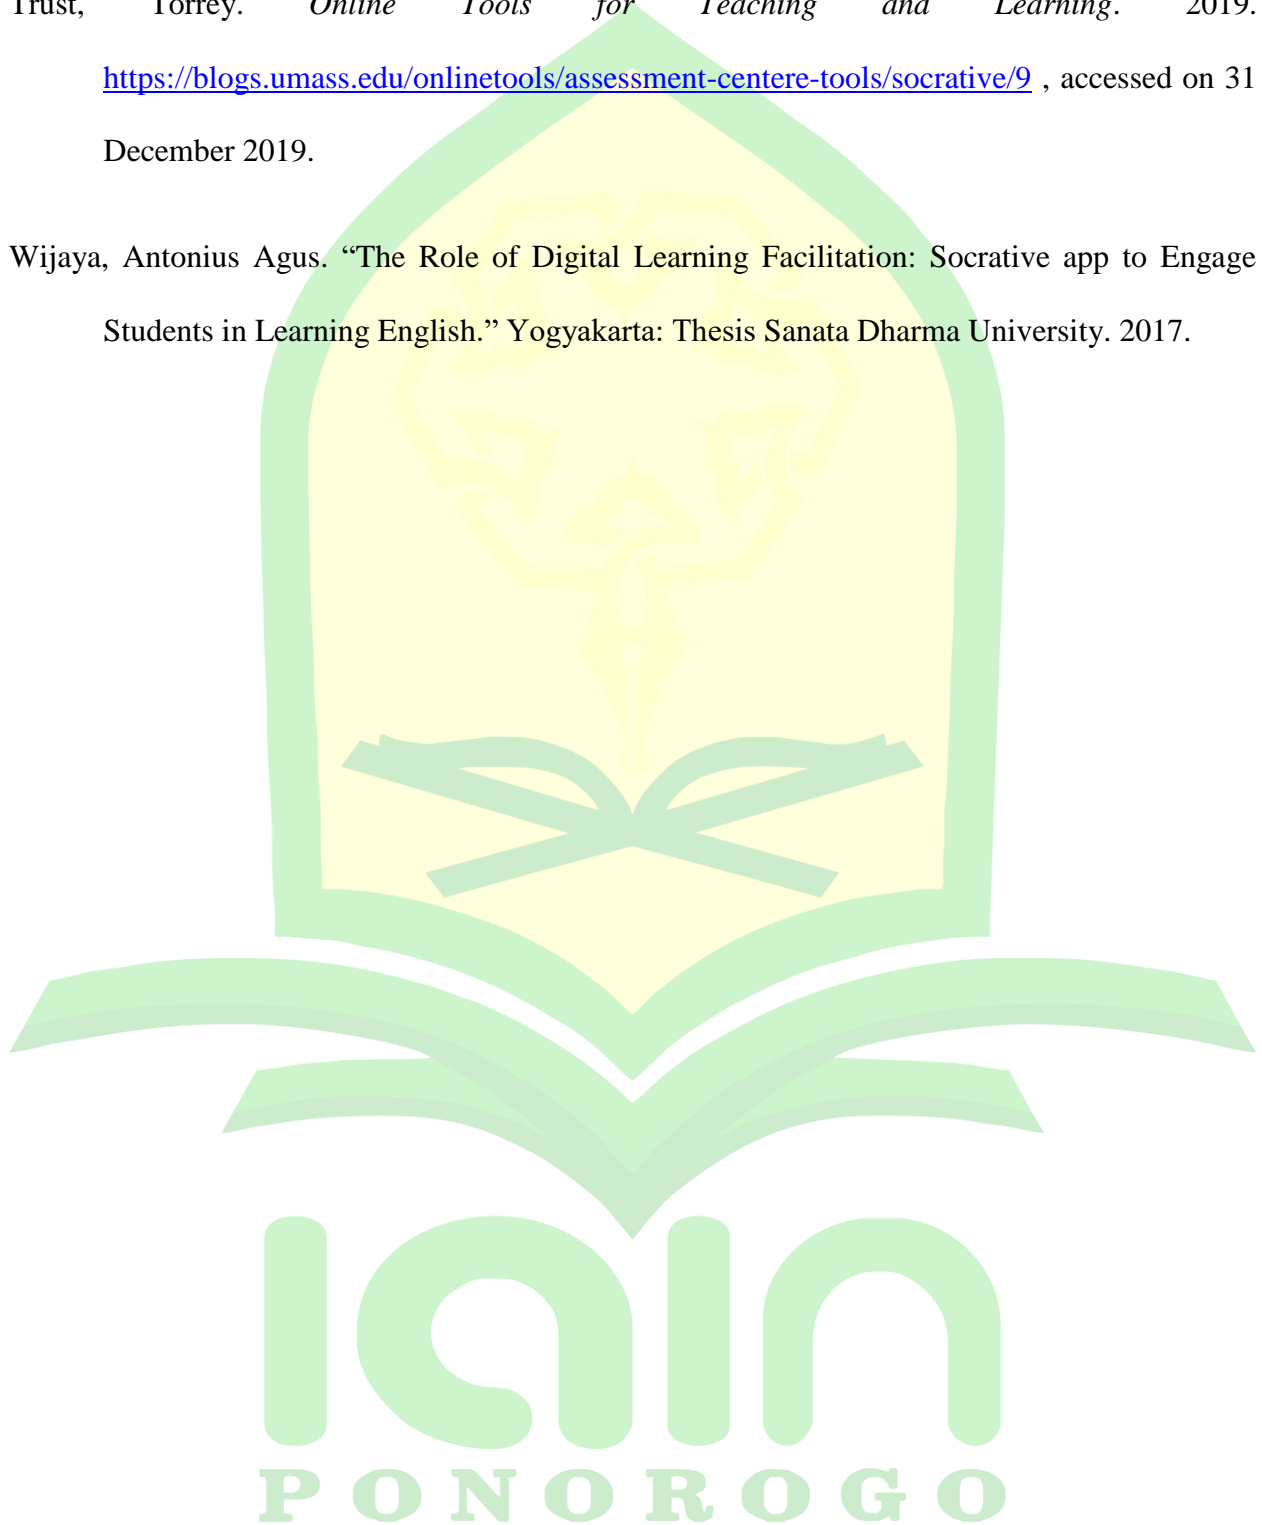 Trust, Torrey. Online Tools for Teaching and Learning. 2019.
https://blogs.umass.edu/onlinetools/assessment-centere-tools/socrative/9 , accessed on 31
December 2019.
Wijaya, Antonius Agus. “The Role of Digital Learning Facilitation: Socrative app to Engage
Students in Learning English.” Yogyakarta: Thesis Sanata Dharma University. 2017.
iain
PONOROGO